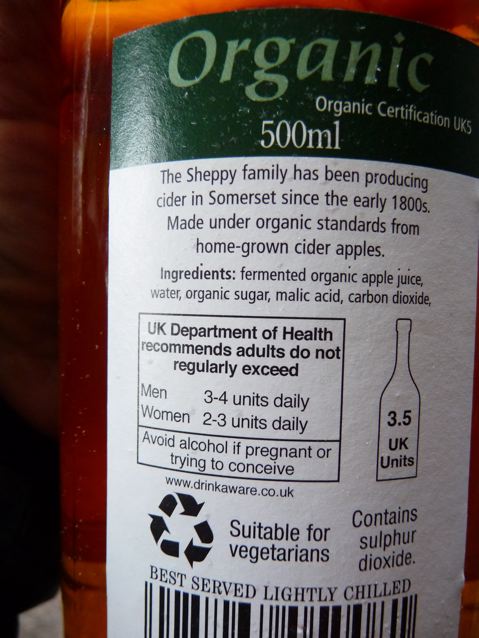 Organic
Organic Certification UK5
500ml
The Sheppy family has been producing
cider in Somerset since the early 1800s.
Made under organic standards from
home-grown cider apples.
Ingredients: fermented organic apple juice,
water, organic sugar, malic acid, carbon dioxide,
UK Department of Health
recommends adults do not
regularly exceed
Men 3-4 units daily
Women 2-3 units daily
Avoid alcohol if pregnant or
trying to conceive
3.5
UK
Units
www.drinkaware.co.uk
Suitable for
vegetarians
Contains
sulphur
dioxide.
BEST SERVED LIGHTLY CHILLED